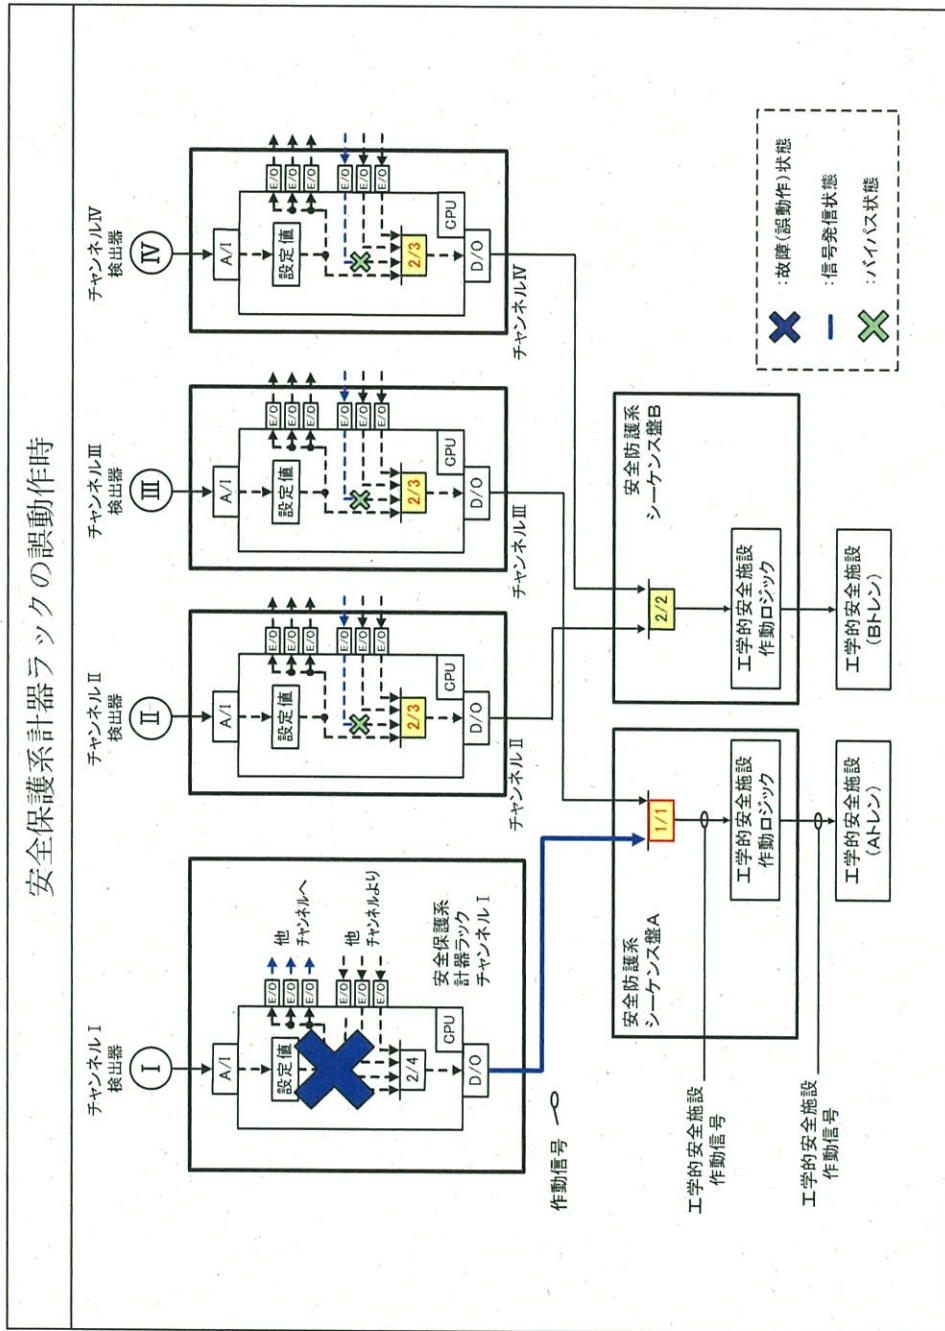 安全保護系計器ラックの誤動作時
チャンネルⅠ
検出器
Ⅰ
A/I
設定値
E/O
E/O
E/O
他
チャンネルへ
E/O
E/O
E/O
他
チャンネルより
2/4
CPU
D/O
安全保護系
計器ラック
チャンネルⅠ
チャンネルⅡ
検出器
Ⅱ
A/I
設定値
E/O
E/O
E/O
E/O
E/O
E/O
2/3
CPU
D/O
チャンネルⅡ
チャンネルⅢ
検出器
Ⅲ
A/I
設定値
E/O
E/O
E/O
E/O
E/O
E/O
2/3
CPU
D/O
チャンネルⅢ
チャンネルⅣ
検出器
Ⅳ
A/I
設定値
E/O
E/O
E/O
E/O
E/O
E/O
2/3
CPU
D/O
チャンネルⅣ
作動信号
安全防護系
シーケンス盤A
1/1
工学的安全施設
作動ロジック
工学的安全施設
(Aトレン)
工学的安全施設
作動信号
工学的安全施設
作動信号
安全防護系
シーケンス盤B
2/2
工学的安全施設
作動ロジック
工学的安全施設
(Bトレン)
:故障(誤動作)状態
:信号発信状態
:バイパス状態